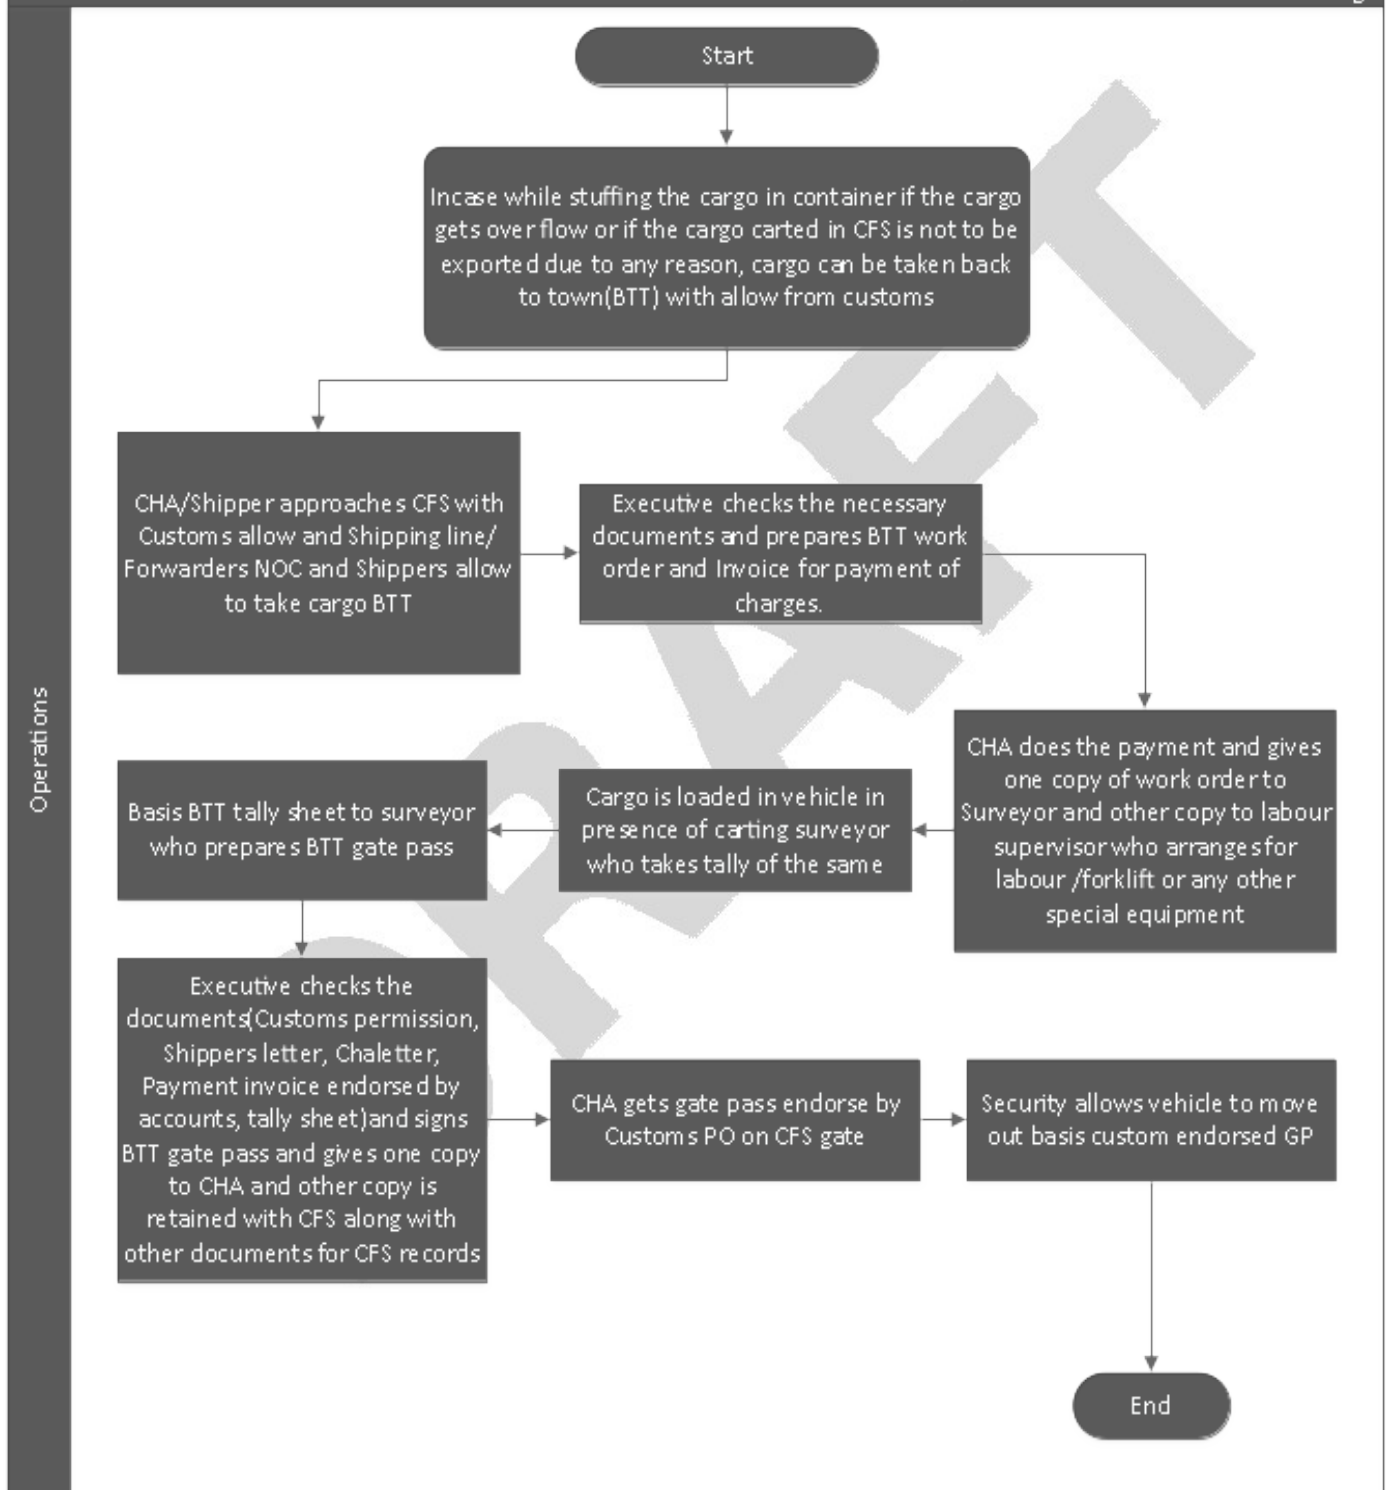 Start
Incase while stuffing the cargo in container if the cargo
gets over flow or if the cargo carted in CFS is not to be
exported due to any reason, cargo can be taken back
to town(BTT) with allow from customs
CHA/Shipper approaches CFS with
Customs allow and Shipping line/
Forwarders NOC and Shippers allow
to take cargo BTT
Executive checks the necessary
documents and prepares BTT work
order and Invoice for payment of
charges.
CHA does the payment and gives
one copy of work order to
Surveyor and other copy to labour
supervisor who arranges for
labour /forklift or any other
special equipment
Cargo is loaded in vehicle in
presence of carting surveyor
who takes tally of the same
Basis BTT tally sheet to surveyor
who prepares BTT gate pass
Executive checks the
documents(Customs permission,
Shippers letter, Chaletter,
Payment invoice endorsed by
accounts, tally sheet)and signs
BTT gate pass and gives one copy
to CHA and other copy is
retained with CFS along with
other documents for CFS records
CHA gets gate pass endorse by
Customs PO on CFS gate
Security allows vehicle to move
out basis custom endorsed GP
End
Operations
DRAFT